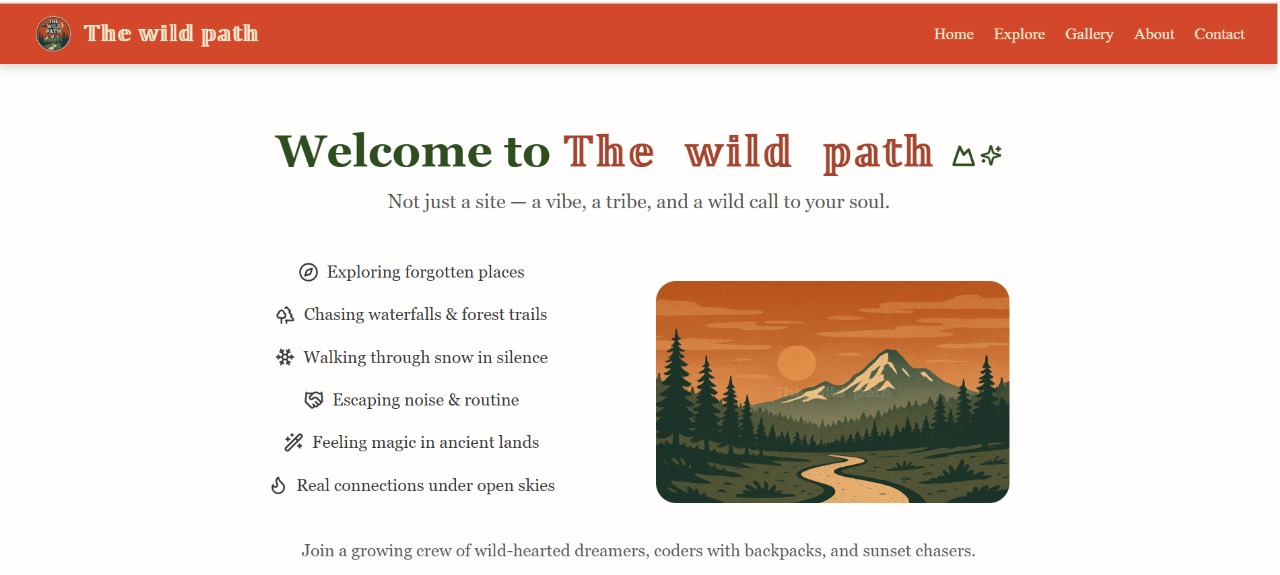 THE WILD PATH
The wild path
Home Explore Gallery About Contact
Welcome to The wild path
Not just a site — a vibe, a tribe, and a wild call to your soul.
Exploring forgotten places
Chasing waterfalls & forest trails
Walking through snow in silence
Escaping noise & routine
Feeling magic in ancient lands
Real connections under open skies
The wild path
Join a growing crew of wild-hearted dreamers, coders with backpacks, and sunset chasers.